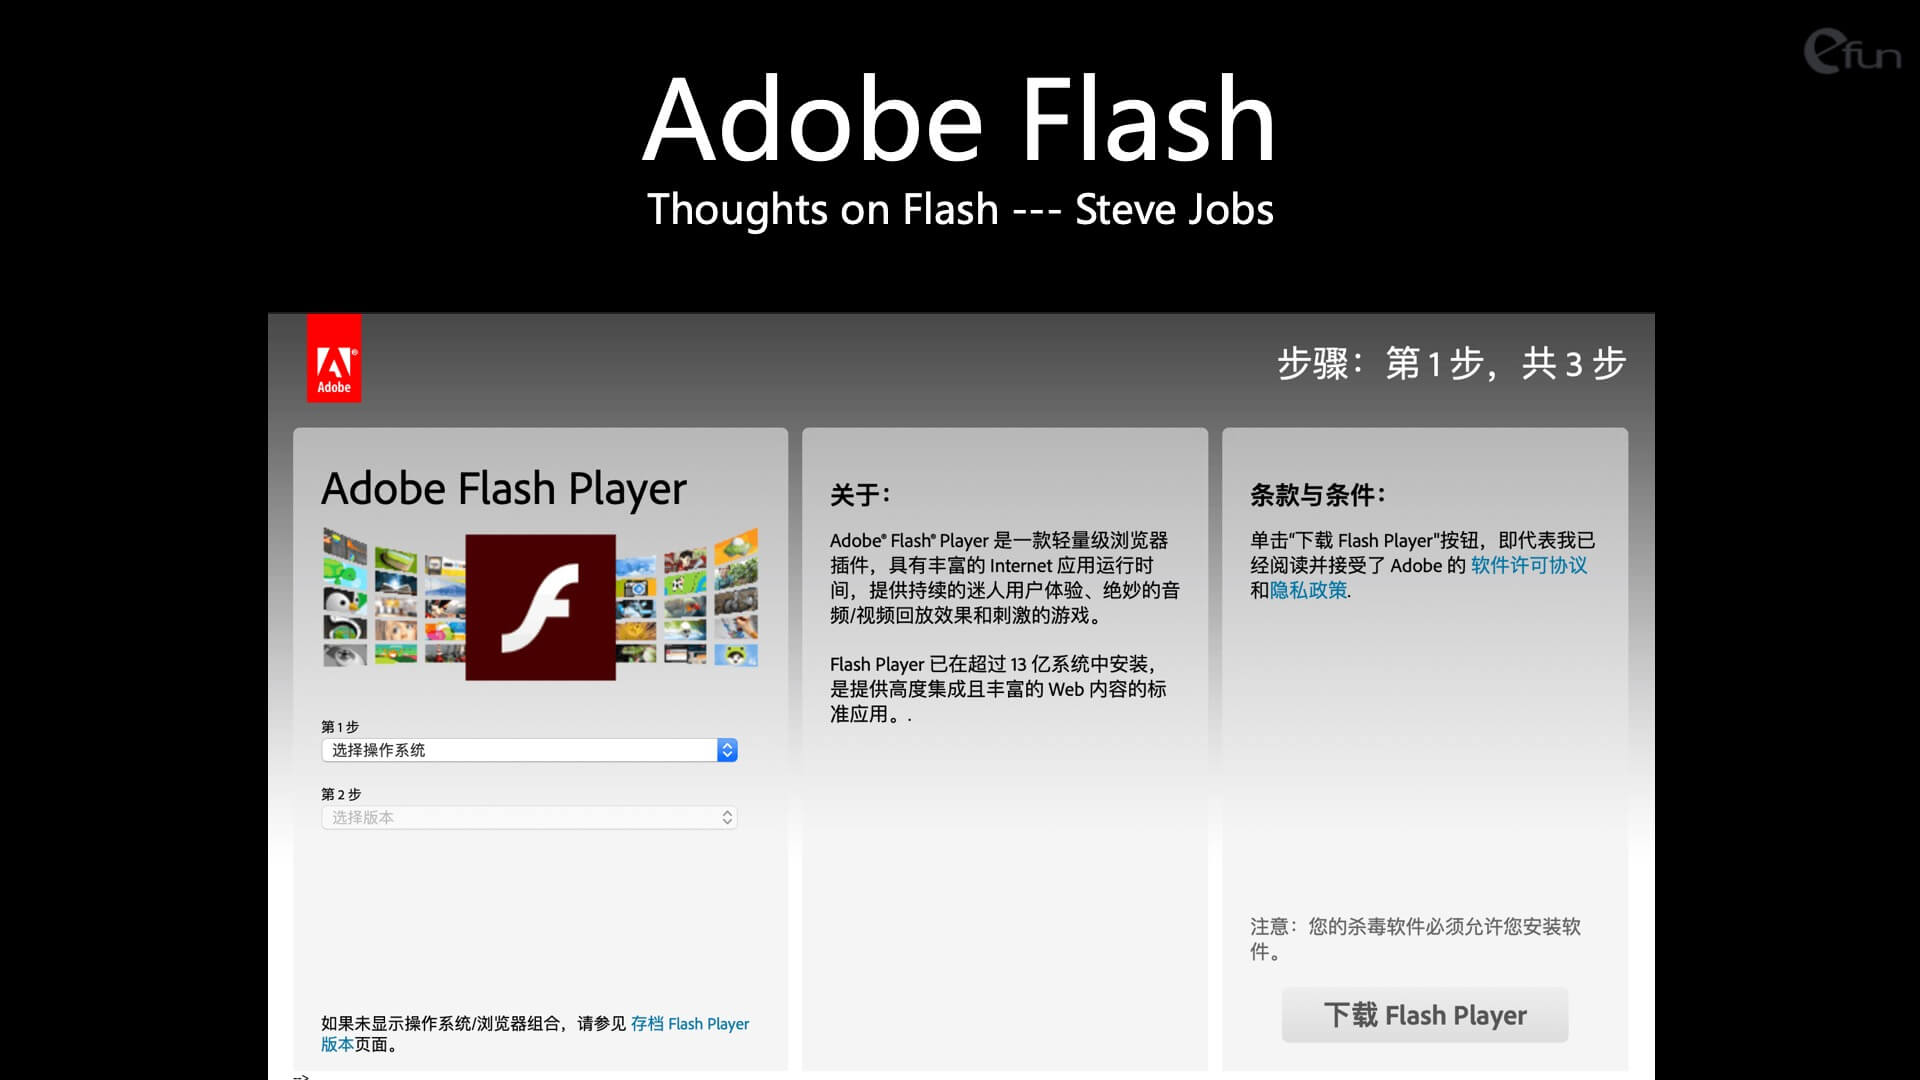 efun
Adobe Flash
Thoughts on Flash --- Steve Jobs
Adobe
步骤：第 1 步，共 3 步
Adobe Flash Player
第 1 步
选择操作系统
第 2 步
选择版本
如果未显示操作系统/浏览器组合，请参见 存档 Flash Player
版本页面。
-->
关于：
Adobe® Flash® Player 是一款轻量级浏览器
插件，具有丰富的 Internet 应用运行时
间，提供持续的迷人用户体验、绝妙的音
频/视频回放效果和刺激的游戏。
Flash Player 已在超过 13 亿系统中安装，
是提供高度集成且丰富的 Web 内容的标
准应用。.
条款与条件：
单击“下载 Flash Player"按钮，即代表我已
经阅读并接受了 Adobe 的 软件许可协议
和隐私政策.
注意：您的杀毒软件必须允许您安装软
件。
下载 Flash Player